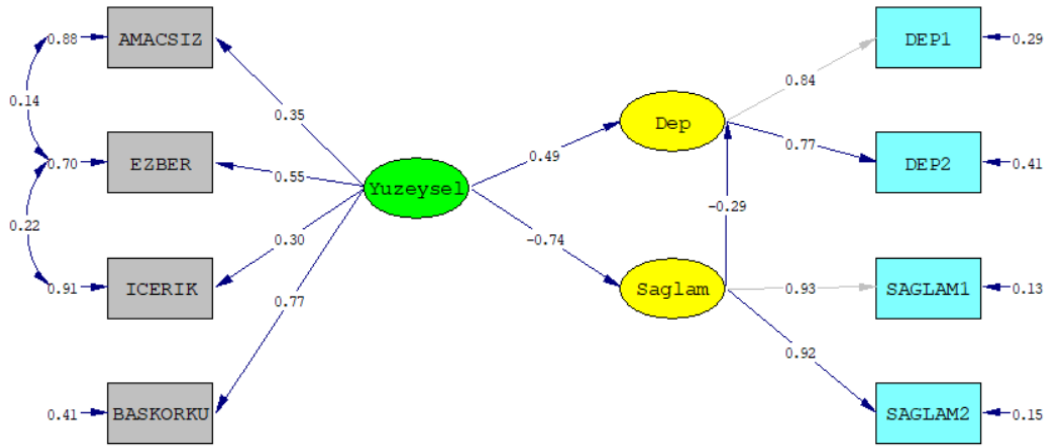 0.88
AMACSIZ
0.14
0.70
EZBER
0.22
0.91
ICERIK
0.41
BASKORKU
0.35
0.55
0.30
0.77
Yuzeysel
0.49
-0.74
Dep
-0.29
Saglam
0.84
0.77
0.93
0.92
DEP1
0.29
DEP2
0.41
SAGLAM1
0.13
SAGLAM2
0.15